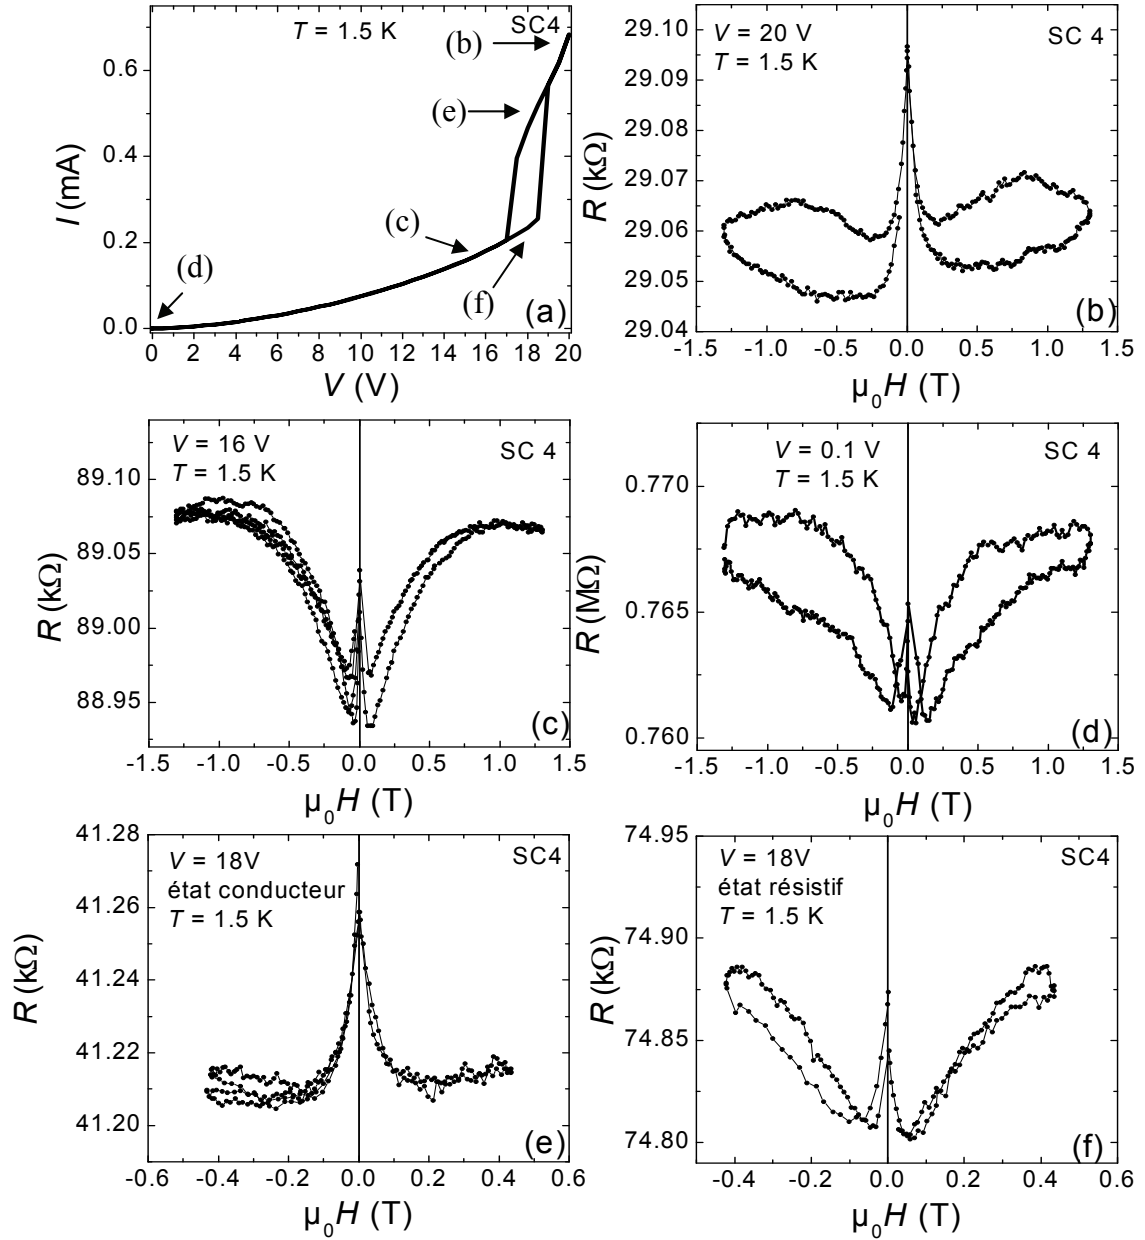 T = 1.5 K
SC4
(b)
(e)
(c)
(d)
(f)
(a)
0.6
0.4
0.2
0.0
I (mA)
0 2 4 6 8 10 12 14 16 18 20
V (V)
V = 20 V
T = 1.5 K
SC 4
29.10
29.09
29.08
29.07
29.06
29.05
29.04
R (kΩ)
(b)
-1.5 -1.0 -0.5 0.0 0.5 1.0 1.5
μ0H (T)
V = 16 V
T = 1.5 K
SC 4
89.10
89.05
89.00
88.95
R (kΩ)
(c)
-1.5 -1.0 -0.5 0.0 0.5 1.0 1.5
μ0H (T)
V = 0.1 V
T = 1.5 K
SC 4
0.770
0.765
0.760
R (MΩ)
(d)
-1.5 -1.0 -0.5 0.0 0.5 1.0 1.5
μ0H (T)
V = 18V
état conducteur
T = 1.5 K
SC4
41.28
41.26
41.24
41.22
41.20
R (kΩ)
(e)
-0.6 -0.4 -0.2 0.0 0.2 0.4 0.6
μ0H (T)
V = 18V
état résistif
T = 1.5 K
SC4
74.95
74.90
74.85
74.80
R (kΩ)
(f)
-0.4 -0.2 0.0 0.2 0.4 0.6
μ0H (T)